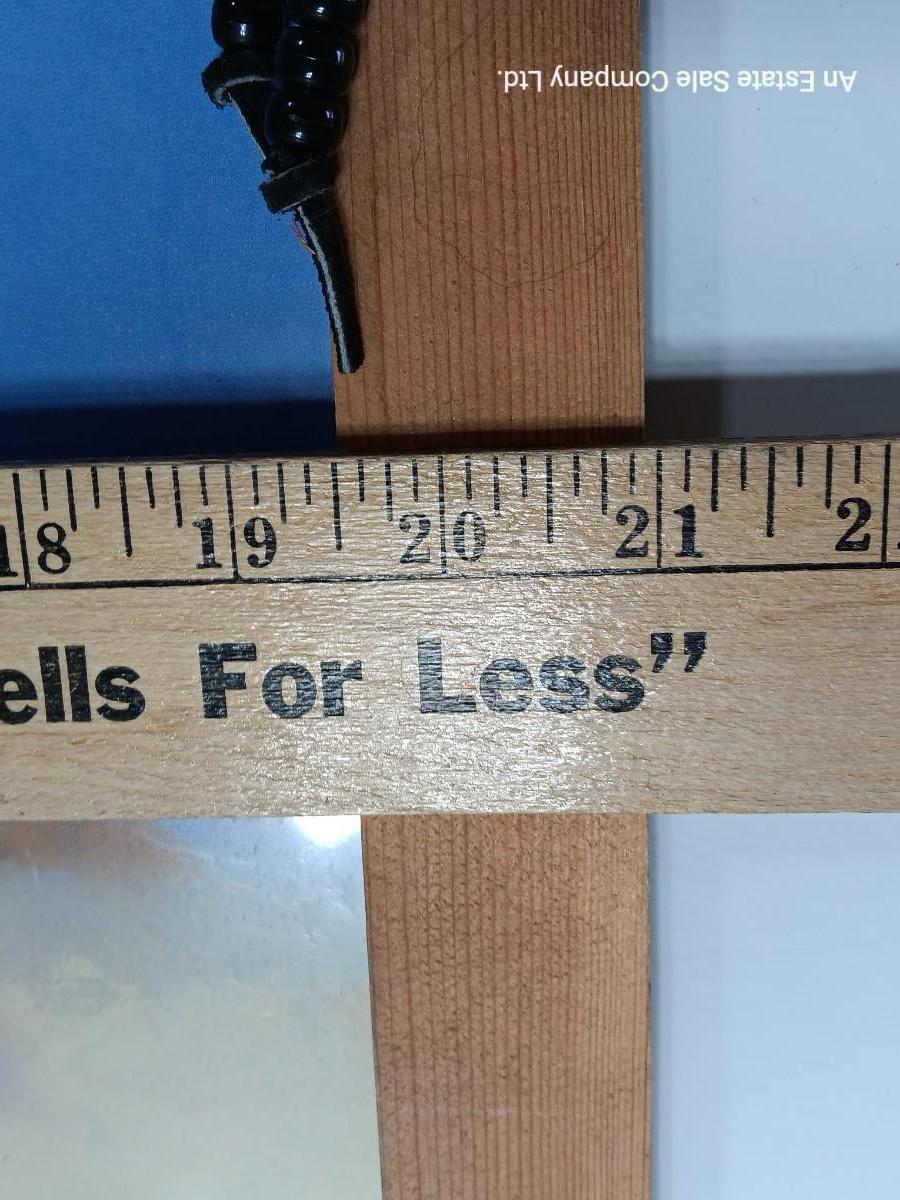 An Estate Sale Company Ltd.
18 19 20 21 2
ells For Less”